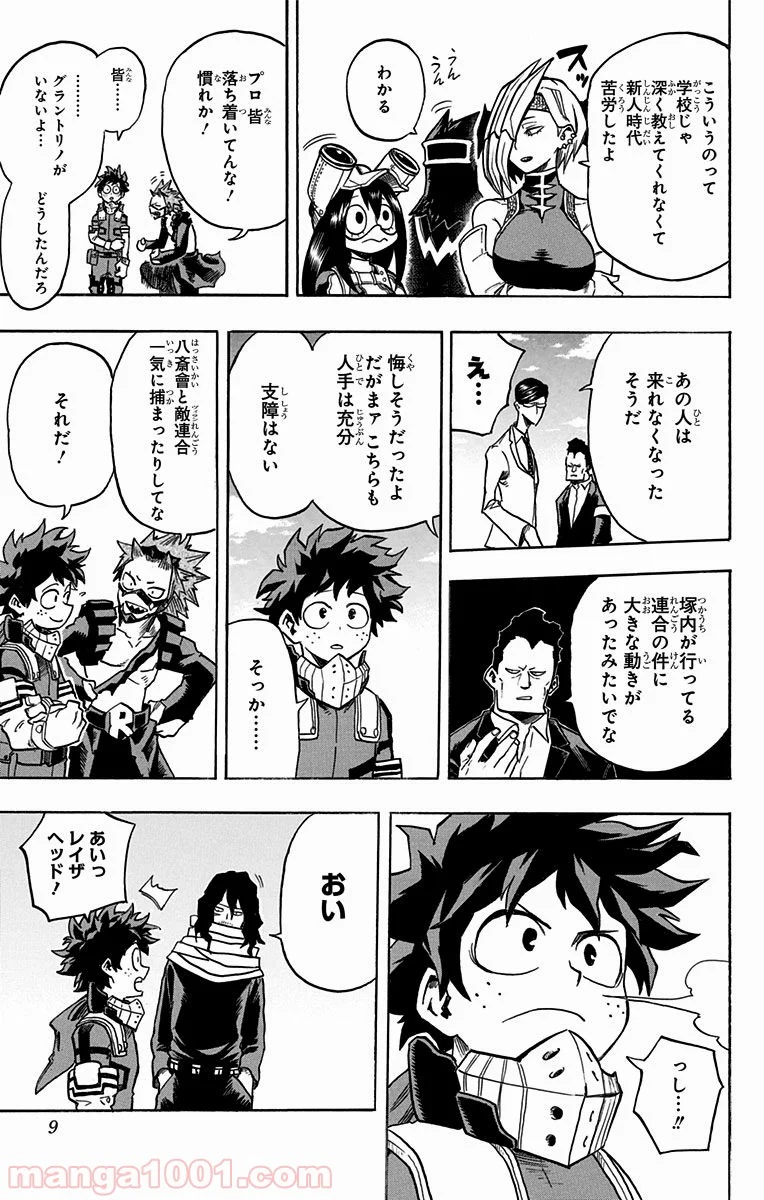 こういうのって
学校じゃ
深く教えてくれなくて
新人時代
苦労したよ
スッ
わかる
うん
うん
プロ皆
落ち着いてんな!
慣れか!
皆…
グラントリノが
いないよ…
どうしたんだろ
あの人は
来れなくなった
そうだ
え…
塚内が行ってる
連合の件に
大きな動きが
あったみたいでな
悔しそうだったよ
だがまァ こちらも
人手は充分
支障はない
そっか……
八斎會と敵連合
一気に捕まったりしてな
それだ!
R
っし…!!
おい
あいっ
レイザ
ヘッド!
9
manga1001.com